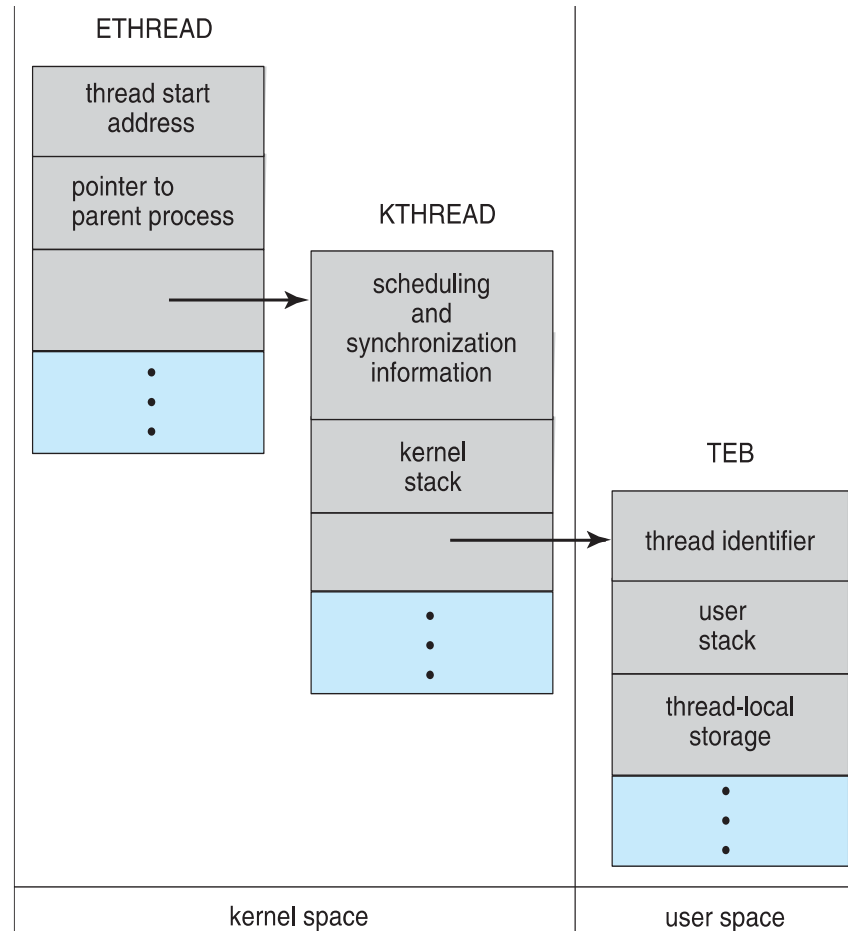 ETHREAD
thread start
address
pointer to
parent process
KTHREAD
scheduling
and
synchronization
information
kernel
stack
TEB
thread identifier
user
stack
thread-local
storage
kernel space
user space